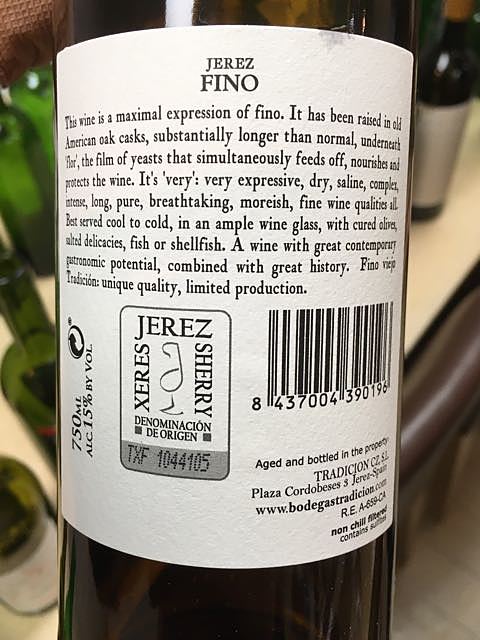 JEREZ
FINO
This wine is a maximal expression of fino. It has been raised in old
American oak casks, substantially longer than normal, underneath
'flor', the film of yeasts that simultaneously feeds off, nourishes and
protects the wine. It's 'very': very expressive, dry, saline, complex,
intense, long, pure, breathtaking, moreish, fine wine qualities all.
Best served cool to cold, in an ample wine glass, with cured olives,
salted delicacies, fish or shellfish. A wine with great contemporary
gastronomic potential, combined with great history. Fino viejo
Tradición: unique quality, limited production.
750ML
ALC.15% BY VOL.
JEREZ
XERES
SHERRY
DENOMINACIÓN
DE ORIGEN
TXF 1044105
8 437004 390196
Aged and bottled in the property:
TRADICION CZ, S.L.
Plaza Cordobeses 3 Jerez-Spain
www.bodegastradicion.com
R.E. A-659-CA
non chill filtered
contains sulfites